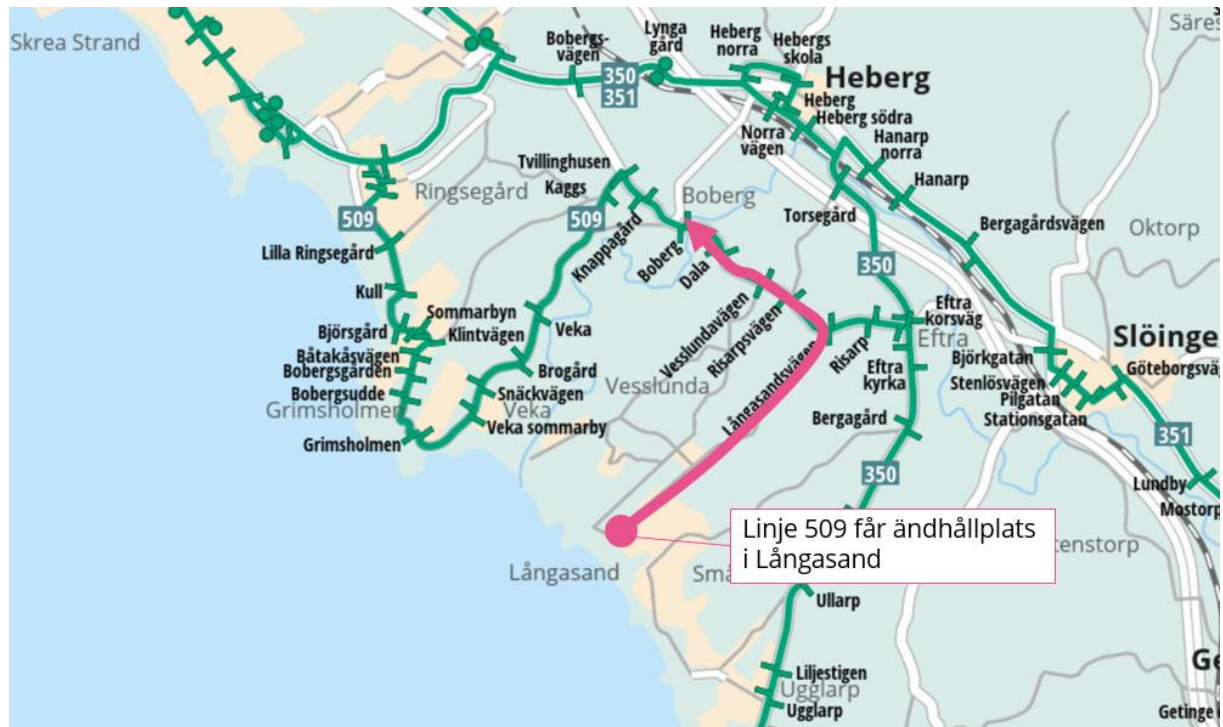 Skrea Strand
Bobergs-
vägen
Lynga
gård
Heberg
norra
Hebergs
skola
Heberg
350
351
Heberg
Heberg södra
Norra
vägen
Hanarp
norra
Hanarp
Tvillinghusen
Kaggs
Ringsegård
Boberg
Torsegård
Bergagårdsvägen
Oktorp
509
509
Knappagård
Boberg
Dala
Lilla Ringsegård
350
Kull
Sommarbyn
Klintvägen
Björsgård
Båtakåsvägen
Bobergsgården
Bobergsudde
Grimsholmen
Grimsholmen
Veka
Brogård
Snäckvägen
Veka
Veka sommarby
Vesslundavägen
Risarpsvägen
Långasandsvägen
Vesslunda
Risarp
Eftra
korsväg
Eftra
Eftra
kyrka
Bergagård
350
Slöinge
Björkgatan
Stenlösvägen
Pilgatan
Stationsgatan
351
Lundby
Linje 509 får ändhållplats
i Långasand
Långasand
Små
tenstorp
Ullarp
Liljestigen
Ugglarp
Ugglarp
Getinge